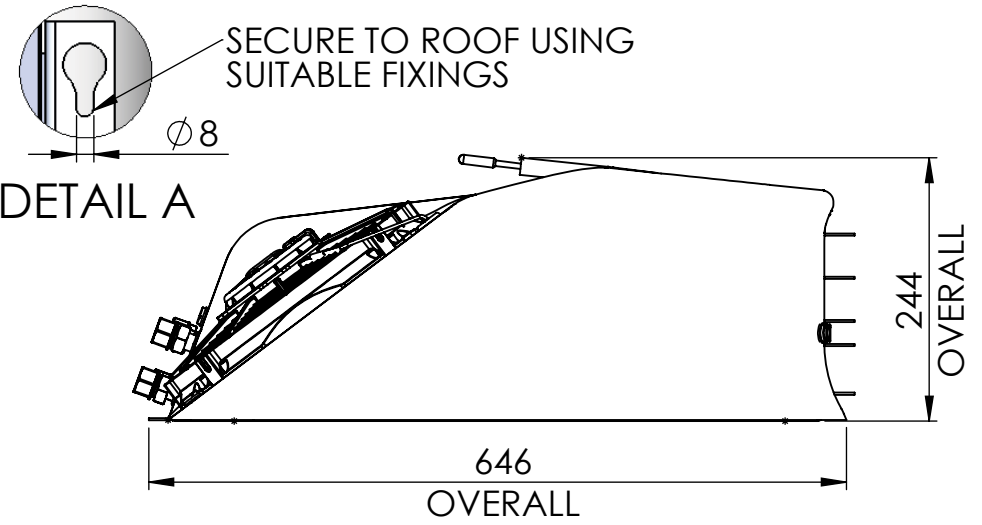 SECURE TO ROOF USING
SUITABLE FIXINGS
∅8
DETAIL A
244
OVERALL
646
OVERALL